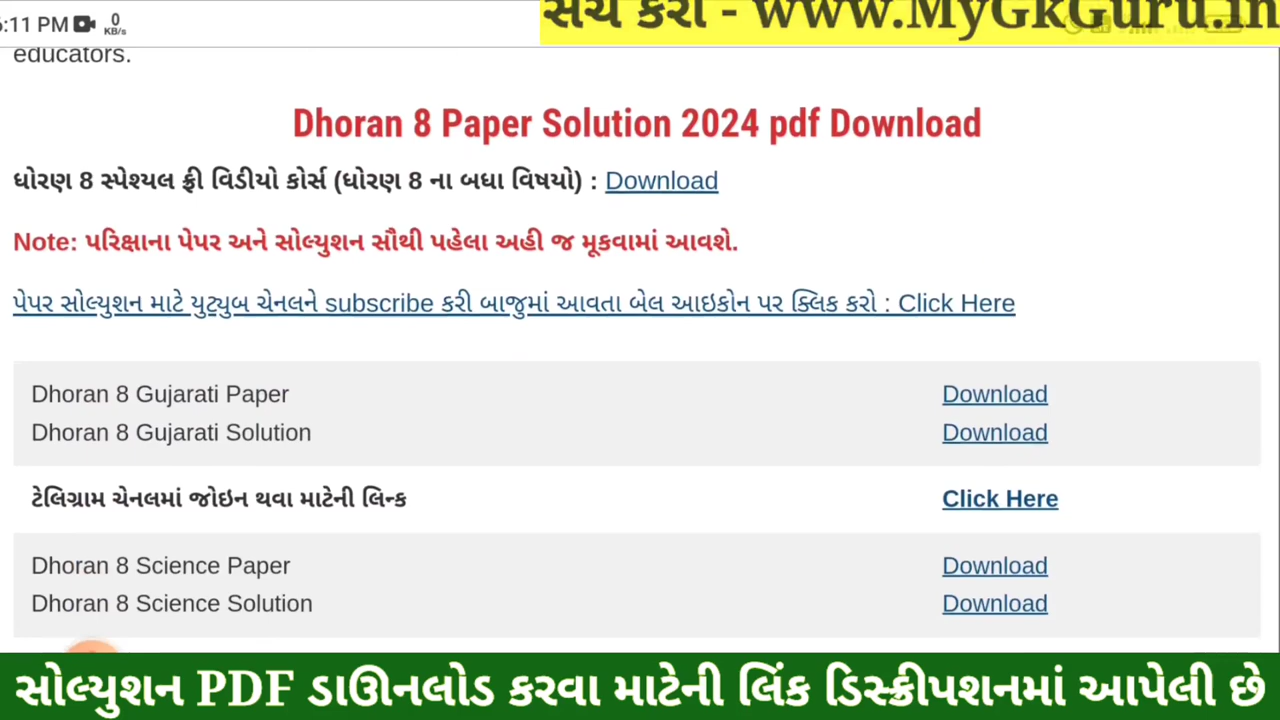 6:11 PM 0 KB/s
સર્ચ કરો - www.MyGkGuru.in
educators.
Dhoran 8 Paper Solution 2024 pdf Download
ધોરણ 8 સ્પેશ્યલ ફ્રી વિડીયો કોર્સ (ધોરણ 8 ના બધા વિષયો) : Download
Note: પરિક્ષાના પેપર અને સોલ્યુશન સૌથી પહેલા અહી જ મૂકવામાં આવશે.
પેપર સોલ્યુશન માટે યુટ્યુબ ચેનલને subscribe કરી બાજુમાં આવતા બેલ આઇકોન પર ક્લિક કરો : Click Here
Dhoran 8 Gujarati Paper Download
Dhoran 8 Gujarati Solution Download
ટેલિગ્રામ ચેનલમાં જોઇન થવા માટેની લિન્ક Click Here
Dhoran 8 Science Paper Download
Dhoran 8 Science Solution Download
સોલ્યુશન PDF ડાઊનલોડ કરવા માટેની લિંક ડિસ્ક્રીપશનમાં આપેલી છે